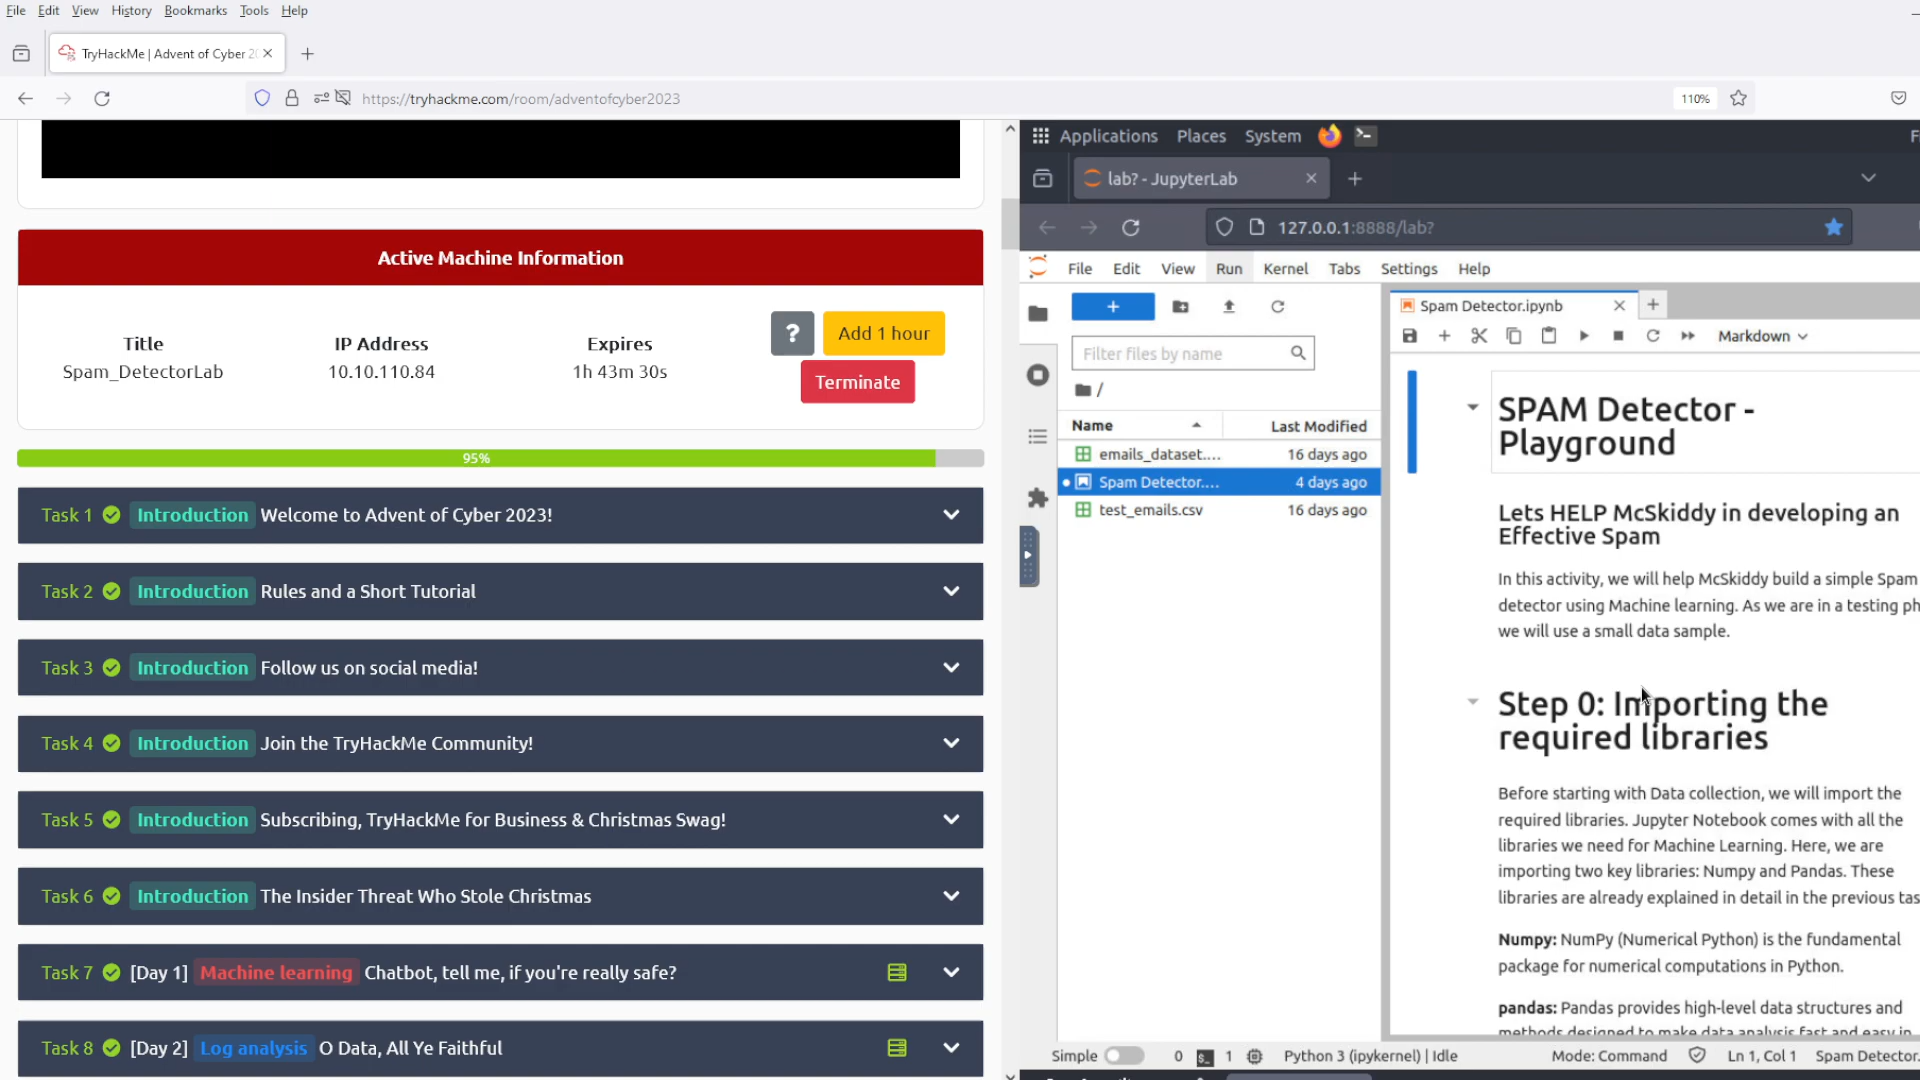 File Edit View History Bookmarks Tools Help
TryHackMe | Advent of Cyber 2
https://tryhackme.com/room/adventofcyber2023
110%
Active Machine Information
Title
Spam_DetectorLab
IP Address
10.10.110.84
Expires
1h 43m 30s
?
Add 1 hour
Terminate
95%
Task 1 Introduction Welcome to Advent of Cyber 2023!
Task 2 Introduction Rules and a Short Tutorial
Task 3 Introduction Follow us on social media!
Task 4 Introduction Join the TryHackMe Community!
Task 5 Introduction Subscribing, TryHackMe for Business & Christmas Swag!
Task 6 Introduction The Insider Threat Who Stole Christmas
Task 7 [Day 1] Machine learning Chatbot, tell me, if you're really safe?
Task 8 [Day 2] Log analysis O Data, All Ye Faithful
Applications Places System
lab? - JupyterLab
127.0.0.1:8888/lab?
File Edit View Run Kernel Tabs Settings Help
Filter files by name
/
Name Last Modified
emails_dataset.... 16 days ago
Spam Detector.... 4 days ago
test_emails.csv 16 days ago
Spam Detector.ipynb
Markdown
SPAM Detector -
Playground
Lets HELP McSkiddy in developing an
Effective Spam
In this activity, we will help McSkiddy build a simple Spam
detector using Machine learning. As we are in a testing ph
we will use a small data sample.
Step 0: Importing the
required libraries
Before starting with Data collection, we will import the
required libraries. Jupyter Notebook comes with all the
libraries we need for Machine Learning. Here, we are
importing two key libraries: Numpy and Pandas. These
libraries are already explained in detail in the previous tas
Numpy: NumPy (Numerical Python) is the fundamental
package for numerical computations in Python.
pandas: Pandas provides high-level data structures and
methods designed to make data analysis fast and easy in
Simple 0 1 Python 3 (ipykernel) | Idle Mode: Command Ln 1, Col 1 Spam Detector.